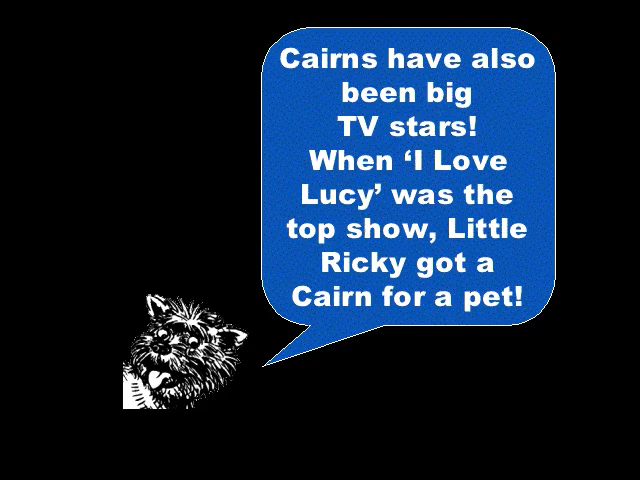 Cairns have also
been big
TV stars!
When ‘I Love
Lucy’ was the
top show, Little
Ricky got a
Cairn for a pet!